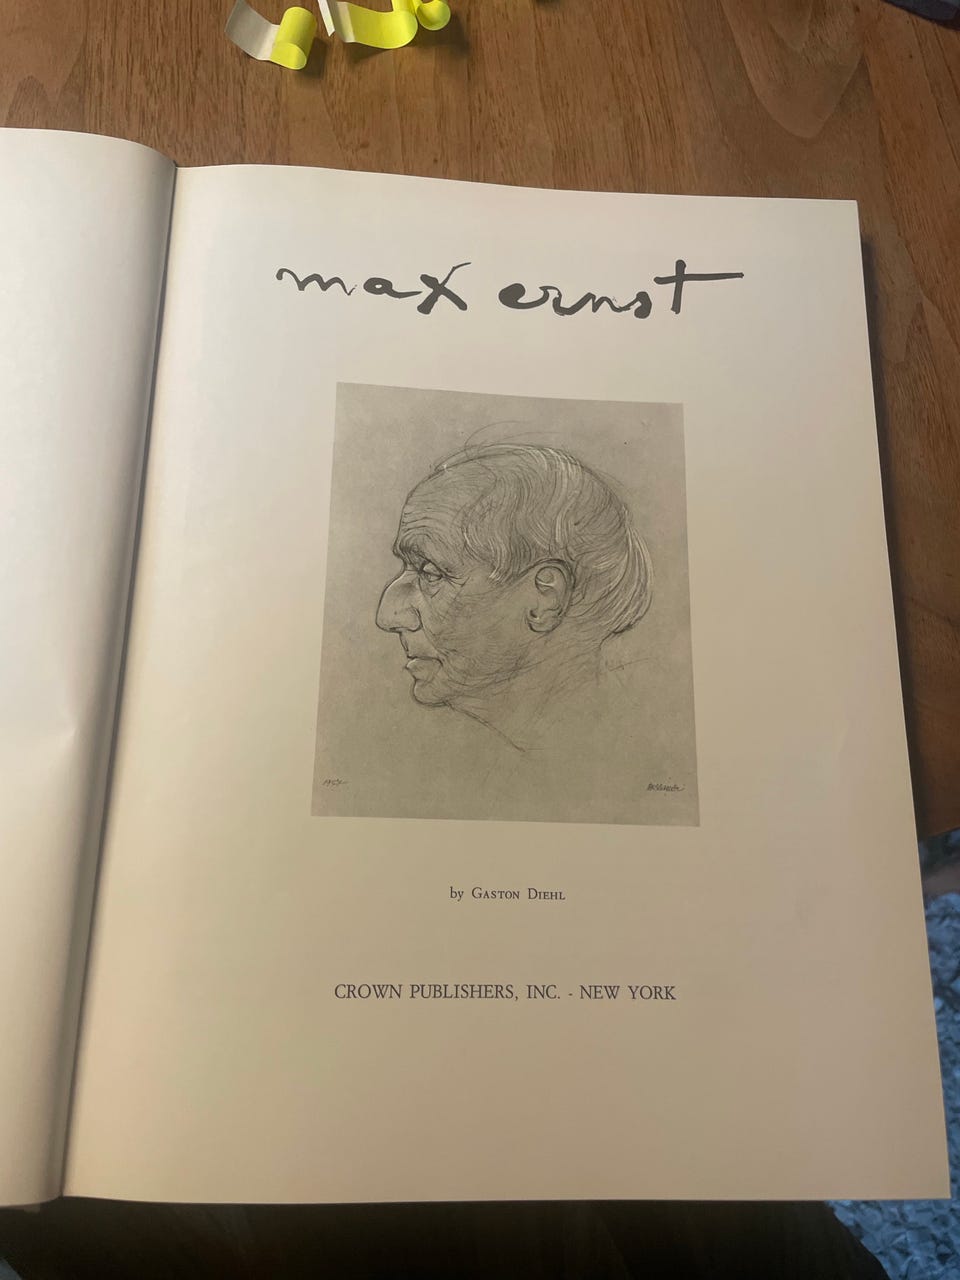 max ernst
by GASTON DIEHL
CROWN PUBLISHERS, INC. - NEW YORK